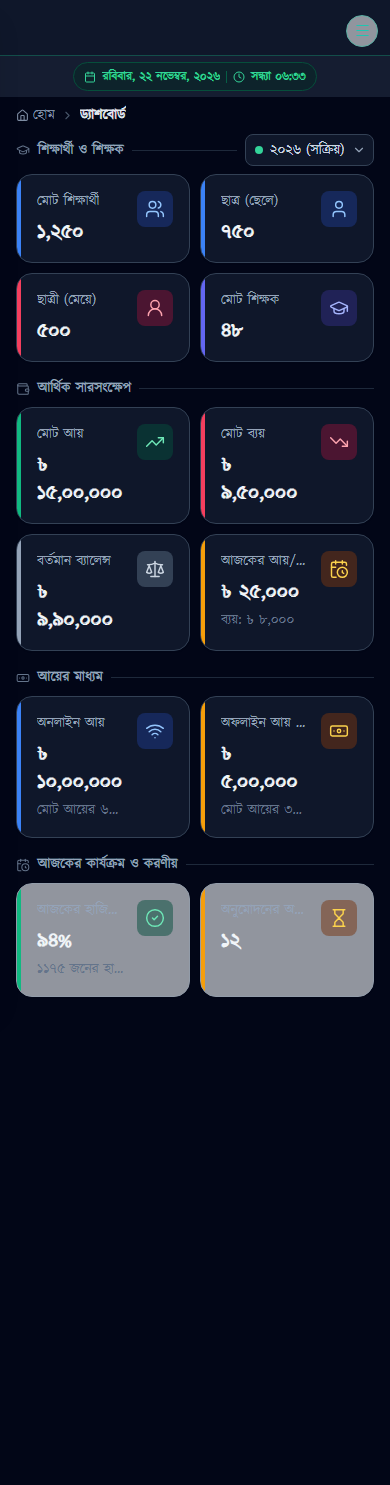 রবিবার, ২২ নভেম্বর, ২০২৬ | সন্ধ্যা ০৬:৩৩
হোম > ড্যাশবোর্ড
শিক্ষার্থী ও শিক্ষক
২০২৬ (সক্রিয়)
মোট শিক্ষার্থী
১,২৫০
ছাত্র (ছেলে)
৭৫০
ছাত্রী (মেয়ে)
৫০০
মোট শিক্ষক
৪৮
আর্থিক সারসংক্ষেপ
মোট আয়
৳
১৫,০০,০০০
মোট ব্যয়
৳
৯,৫০,০০০
বর্তমান ব্যালেন্স
৳
৯,৯০,০০০
আজকের আয়/...
৳ ২৫,০০০
ব্যয়: ৳ ৮,০০০
আয়ের মাধ্যম
অনলাইন আয়
৳
১০,০০,০০০
মোট আয়ের ৬...
অফলাইন আয় ...
৳
৫,০০,০০০
মোট আয়ের ৩...
আজকের কার্যক্রম ও করণীয়
আজকের হাজি...
৯৪%
১১৭৫ জনের হা...
অনুমোদনের অ...
১২